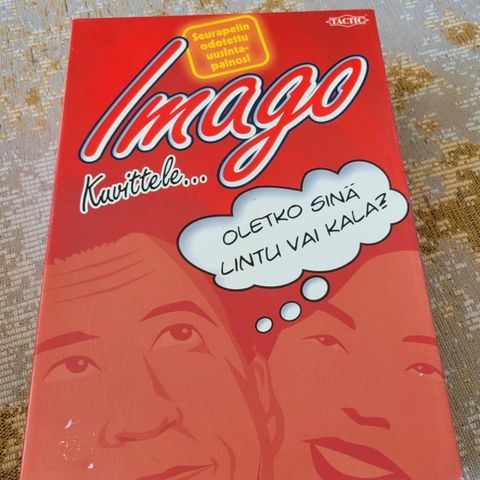 Seurapelin
odotettu
uusinta-
painos!
TACTIC
Imago
Kuvittele...
OLETKO SINÄ
LINTU VAI KALA?